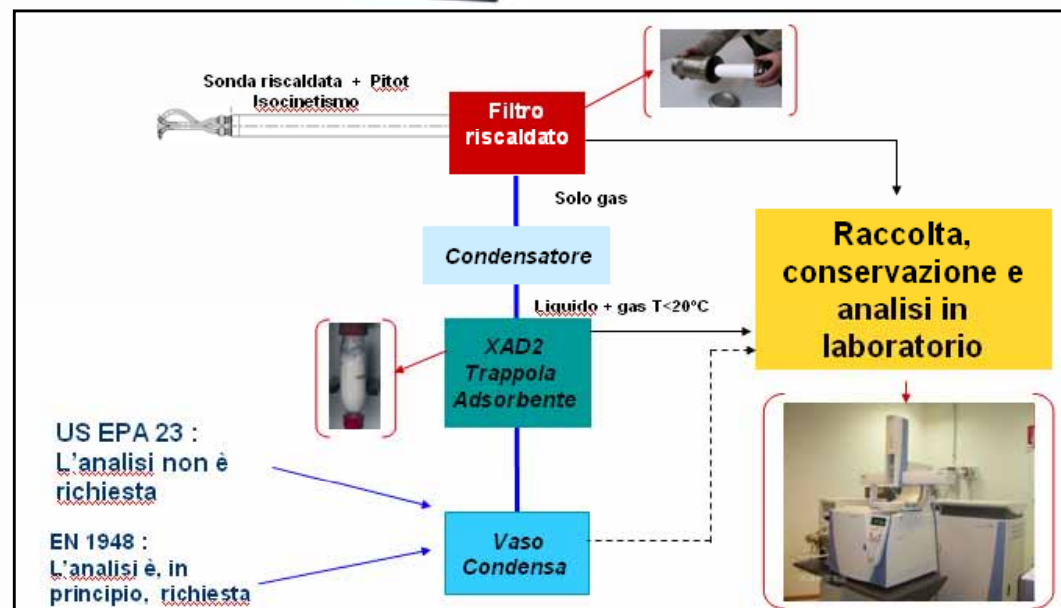 Sonda riscaldata + Pitot
Isocinetismo
Filtro
riscaldato
Solo gas
Condensatore
Liquido + gas T<20°C
XAD2
Trappola
Adsorbente
Raccolta,
conservazione e
analisi in
laboratorio
US EPA 23 :
L'analisi non è
richiesta
EN 1948 :
L'analisi è, in
principio, richiesta
Vaso
Condensa